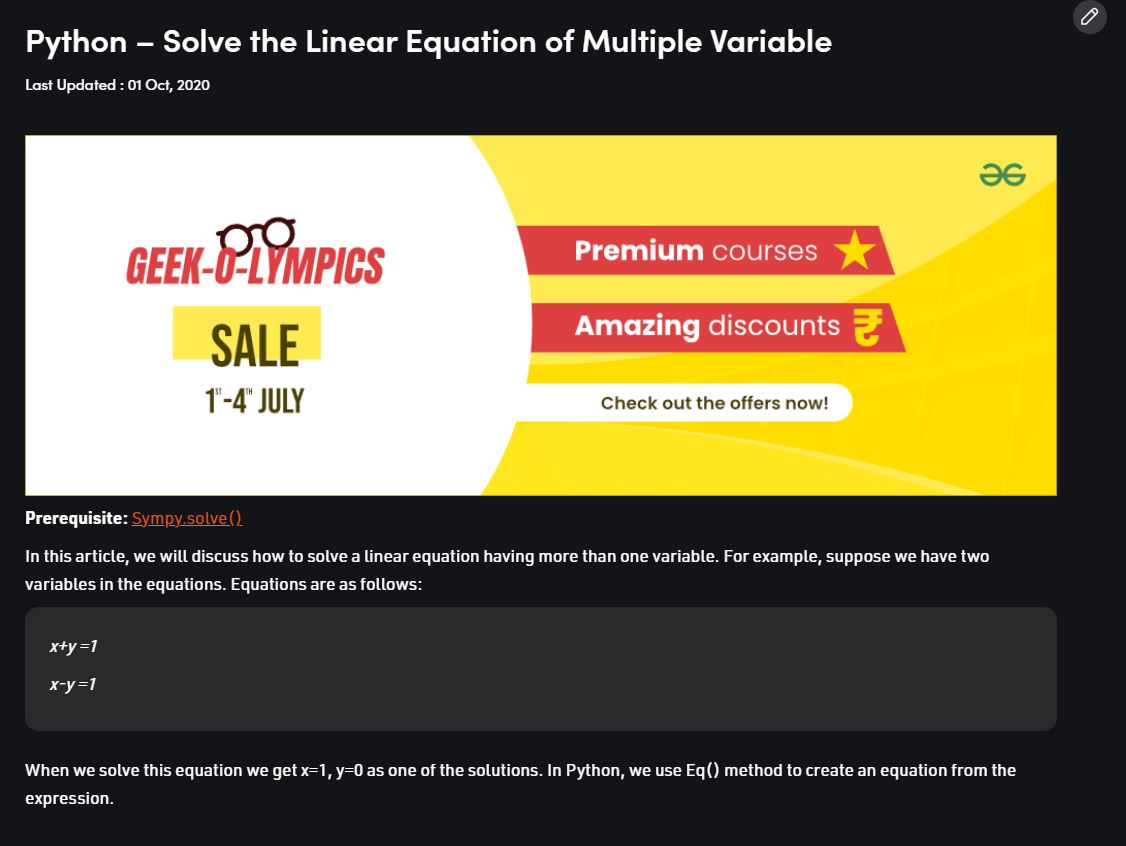 Python – Solve the Linear Equation of Multiple Variable
Last Updated : 01 Oct, 2020
GEEK-O-LYMPICS
SALE
1ST-4TH JULY
Premium courses
Amazing discounts ₹
Check out the offers now!
Prerequisite: Sympy.solve()
In this article, we will discuss how to solve a linear equation having more than one variable. For example, suppose we have two
variables in the equations. Equations are as follows:
x+y =1
x-y =1
When we solve this equation we get x=1, y=0 as one of the solutions. In Python, we use Eq() method to create an equation from the
expression.